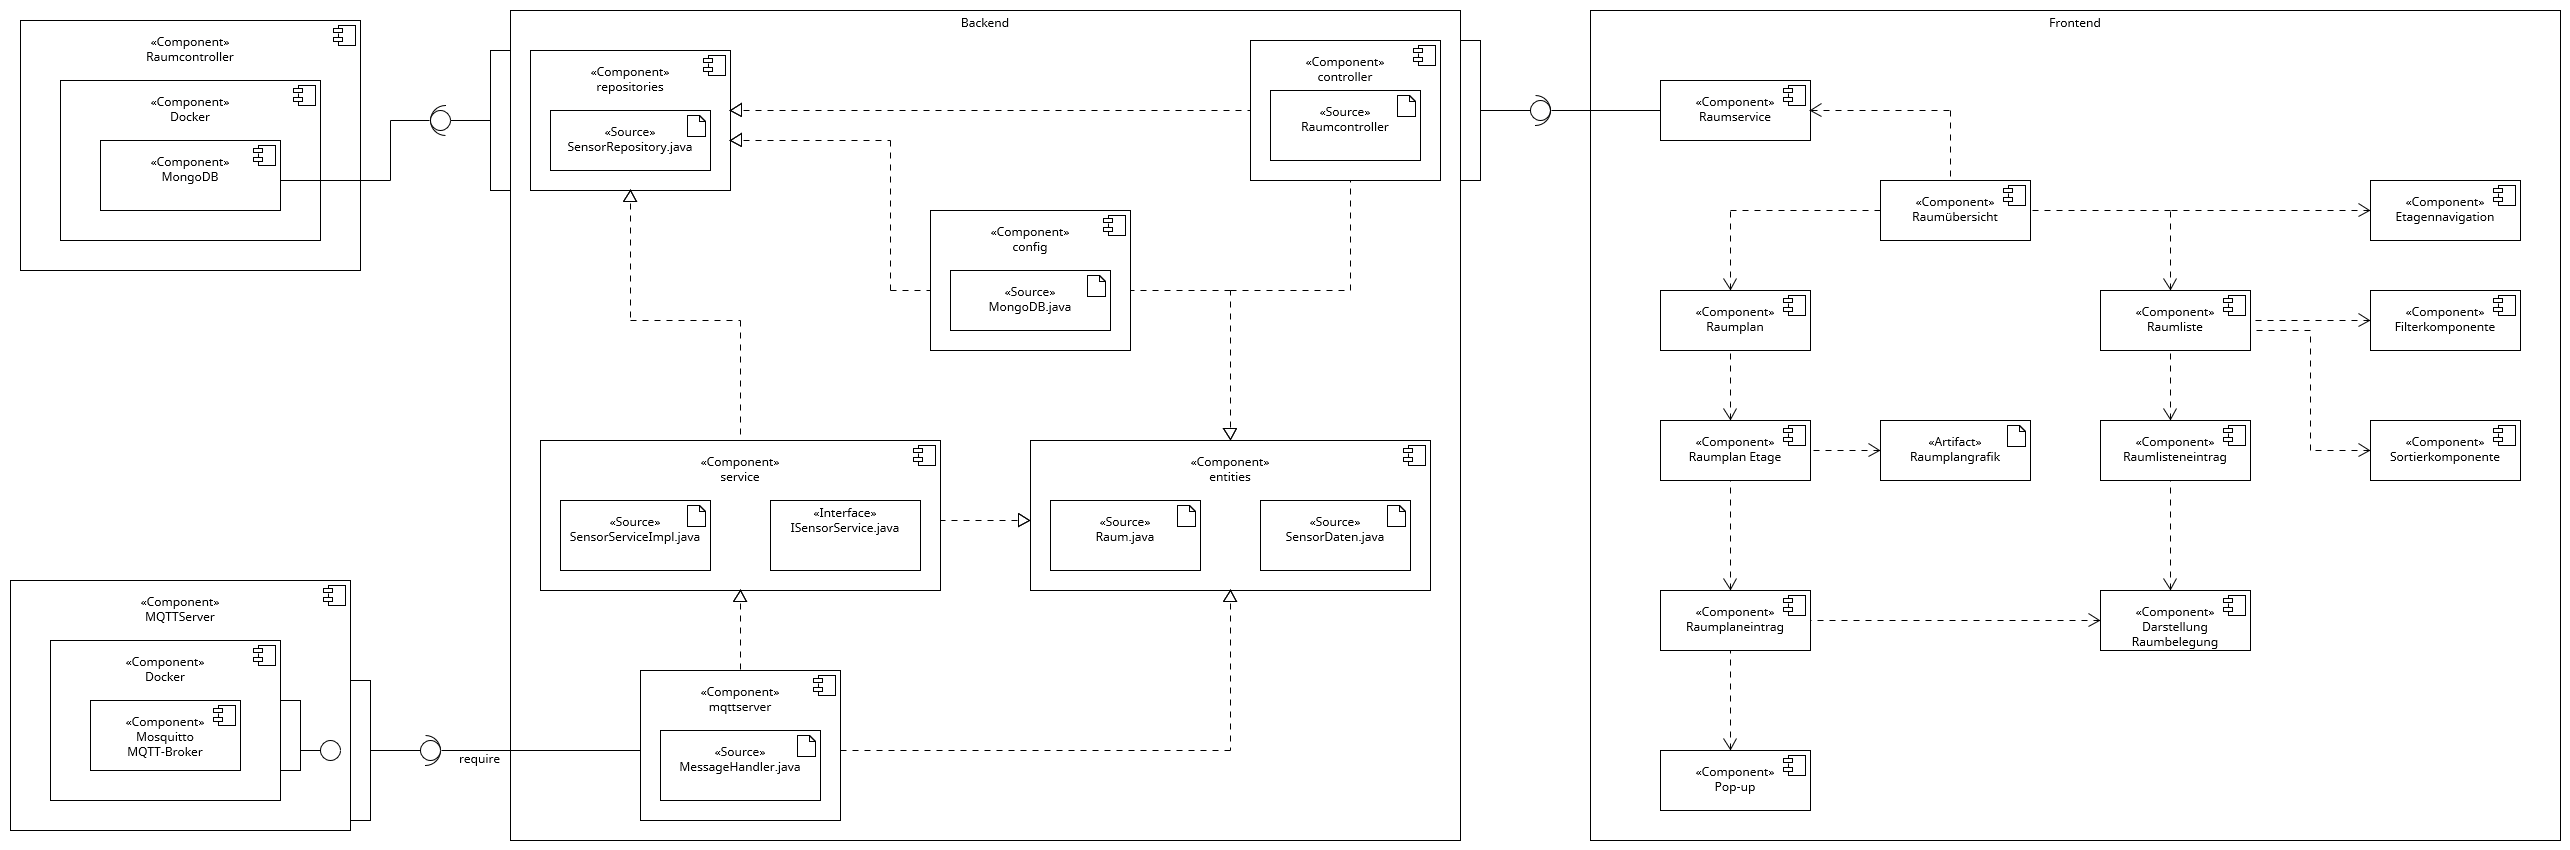 «Component»
Raumcontroller
«Component»
Docker
«Component»
MongoDB
«Component»
MQTTServer
«Component»
Docker
«Component»
Mosquitto
MQTT-Broker
require
Backend
«Component»
repositories
«Source»
SensorRepository.java
«Component»
controller
«Source»
Raumcontroller
«Component»
config
«Source»
MongoDB.java
«Component»
service
«Source»
SensorServiceImpl.java
«Interface»
ISensorService.java
«Component»
entities
«Source»
Raum.java
«Source»
SensorDaten.java
«Component»
mqttserver
«Source»
MessageHandler.java
Frontend
«Component»
Raumservice
«Component»
Raumübersicht
«Component»
Etagennavigation
«Component»
Raumplan
«Component»
Raumliste
«Component»
Filterkomponente
«Component»
Raumplan Etage
«Artifact»
Raumplangrafik
«Component»
Raumlisteneintrag
«Component»
Sortierkomponente
«Component»
Raumplaneintrag
«Component»
Darstellung
Raumbelegung
«Component»
Pop-up